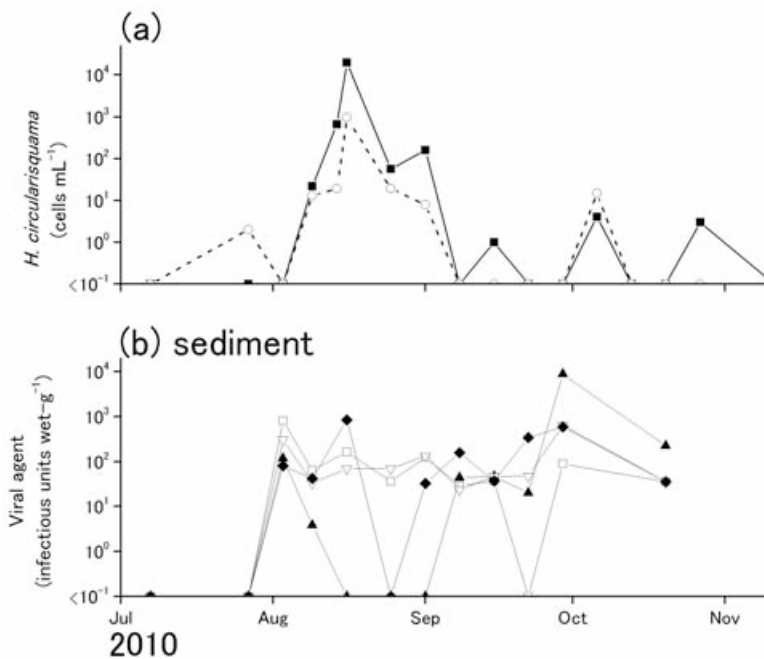 (a)
10⁴
10³
10²
10¹
10⁰
<10⁻¹
H. circularisquama
(cells mL⁻¹)
(b) sediment
10⁴
10³
10²
10¹
10⁰
<10⁻¹
Viral agent
(infectious units wet-g⁻¹)
Jul Aug Sep Oct Nov
2010